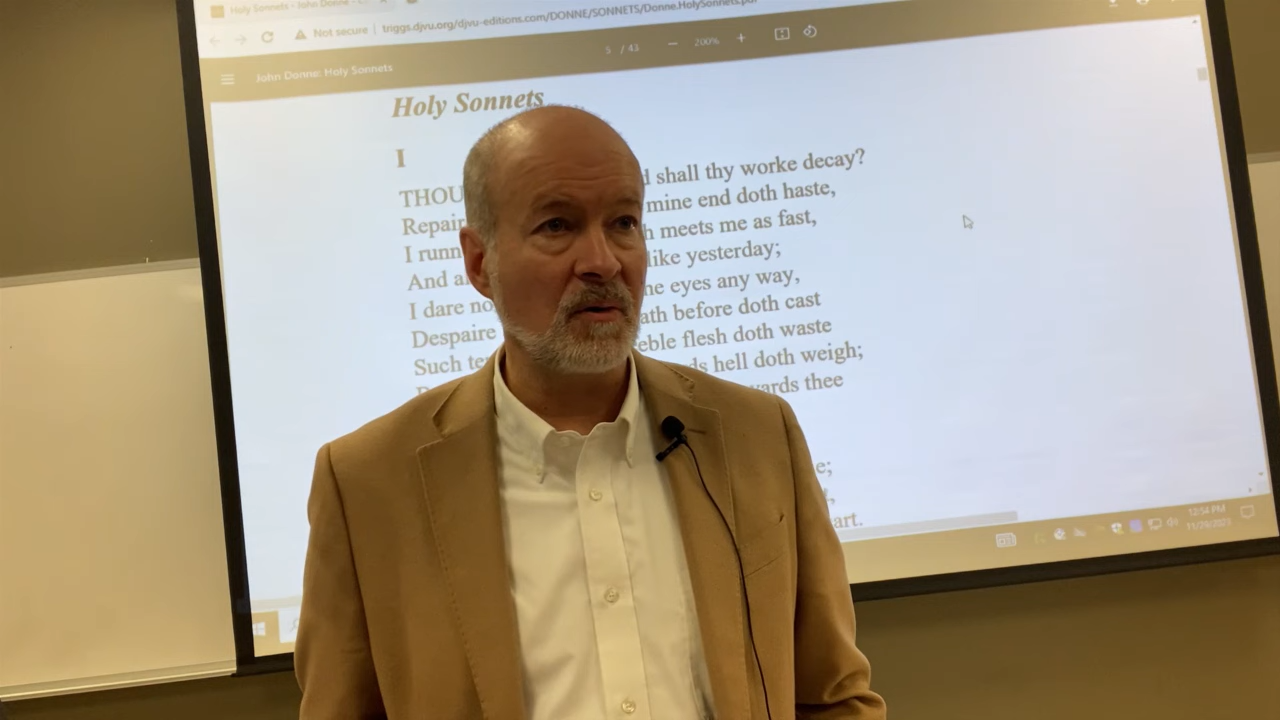 Holy Sonnets - John Donne -
Not secure | triggs.djvu.org/djvu-editions.com/DONNE/SONNETS/Donne.HolySonnets.pdf
5 / 43 — 200% +
John Donne: Holy Sonnets
Holy Sonnets
I
THOU shall thy worke decay?
Repair mine end doth haste,
I runn meets me as fast,
And a like yesterday;
I dare no eyes any way,
Despaire before doth cast
Such te eble flesh doth waste
hell doth weigh;
wards thee
e;
art.
12:54 PM
11/29/2023